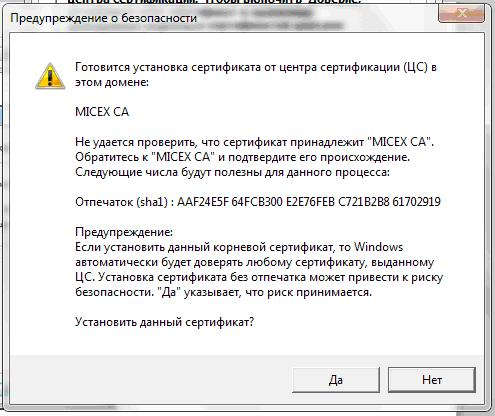 центра сертификации. Чтобы включить доверие,
Предупреждение о безопасности
Готовится установка сертификата от центра сертификации (ЦС) в
этом домене:
MICEX CA
Не удается проверить, что сертификат принадлежит "MICEX CA".
Обратитесь к "MICEX CA" и подтвердите его происхождение.
Следующие числа будут полезны для данного процесса:
Отпечаток (sha1) : AAF24E5F 64FCB300 E2E76FEB C721B2B8 61702919
Предупреждение:
Если установить данный корневой сертификат, то Windows
автоматически будет доверять любому сертификату, выданному
ЦС. Установка сертификата без отпечатка может привести к риску
безопасности. "Да" указывает, что риск принимается.
Установить данный сертификат?
Да
Нет